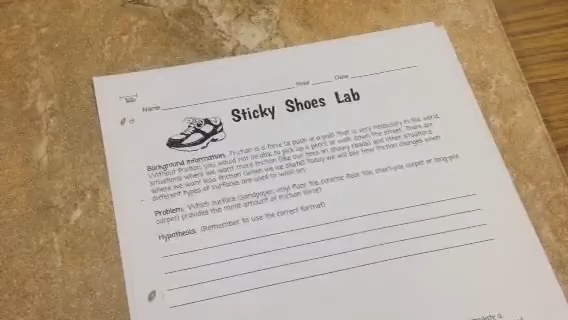 Name Hour Date
Sticky Shoes Lab
Background Information: Friction is a force (a push or a pull) that is very necessary in the world.
Without friction, you would not be able to pick up a pencil or walk down the street. There are
situations where we want more friction (like our tires on snowy roads) and other situations
where we want less friction (when we ice skate). Today we will see how friction changes when
different types of surfaces are used to walk on.
Problem: Which surface (sandpaper, vinyl floor tile, ceramic floor tile, short-pile carpet or long-pile
carpet) provides the most amount of friction force?
Hypothesis: (Remember to use the correct format)